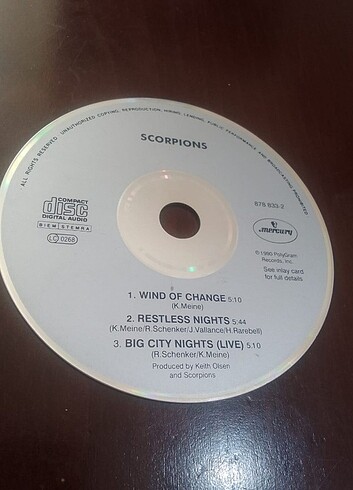 ALL RIGHTS RESERVED UNAUTHORIZED COPYING, REPRODUCTION, HIRING, LENDING, PUBLIC PERFORMANCE AND BROADCASTING PROHIBITED
SCORPIONS
COMPACT
disc
DIGITAL AUDIO
BIEM STEMRA
LC 0268
878 833-2
mercury
℗ 1990 PolyGram
Records, Inc.
See inlay card
for full details
1. WIND OF CHANGE 5:10
(K.Meine)
2. RESTLESS NIGHTS 5:44
(K.Meine/R.Schenker/J.Vallance/H.Rarebell)
3. BIG CITY NIGHTS (LIVE) 5:10
(R.Schenker/K.Meine)
Produced by Keith Olsen
and Scorpions